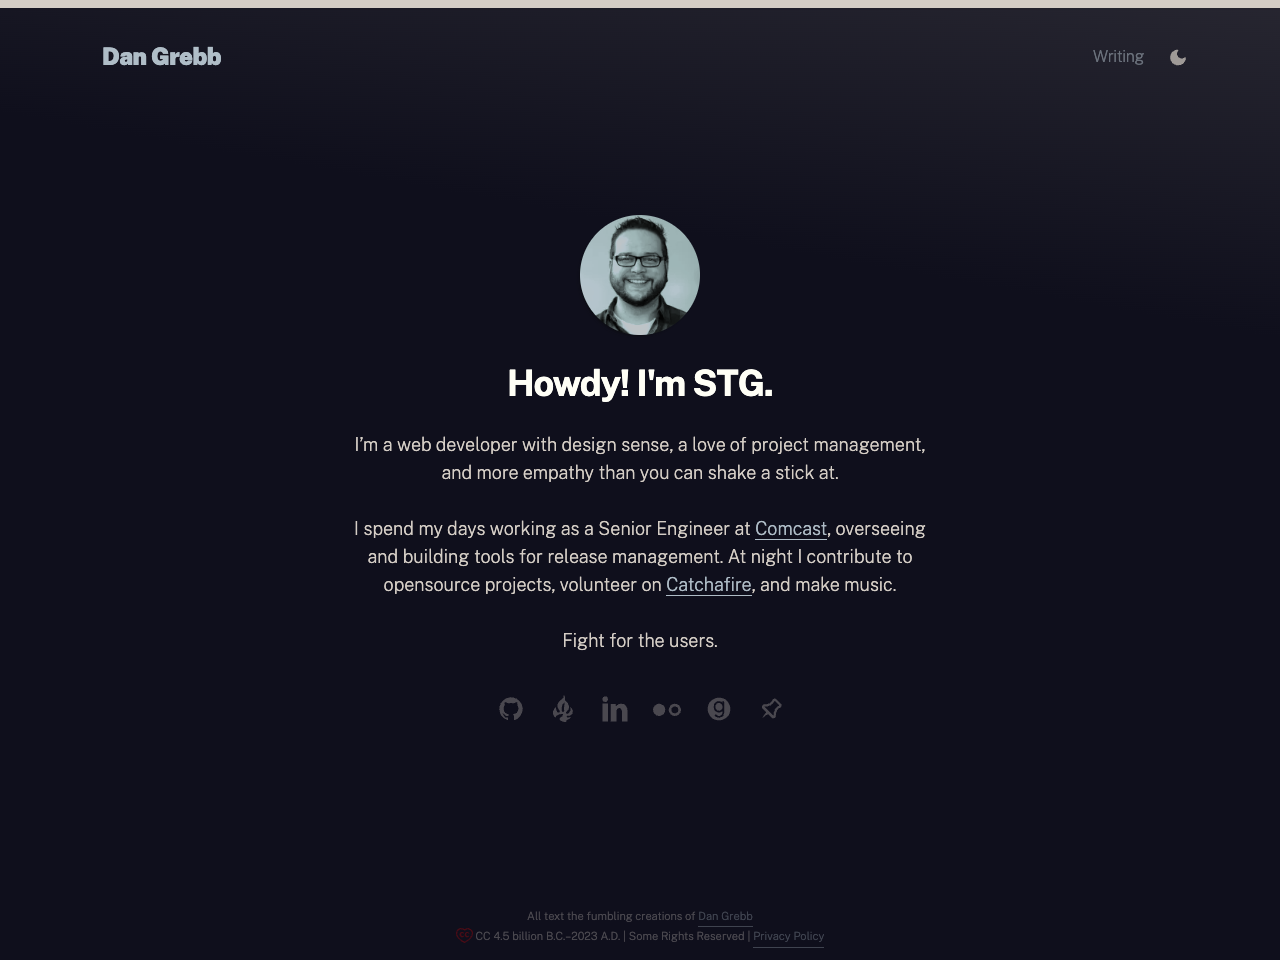 Dan Grebb
Writing
Howdy! I'm STG.
I’m a web developer with design sense, a love of project management,
and more empathy than you can shake a stick at.
I spend my days working as a Senior Engineer at Comcast, overseeing
and building tools for release management. At night I contribute to
opensource projects, volunteer on Catchafire, and make music.
Fight for the users.
All text the fumbling creations of Dan Grebb
CC 4.5 billion B.C.–2023 A.D. | Some Rights Reserved | Privacy Policy